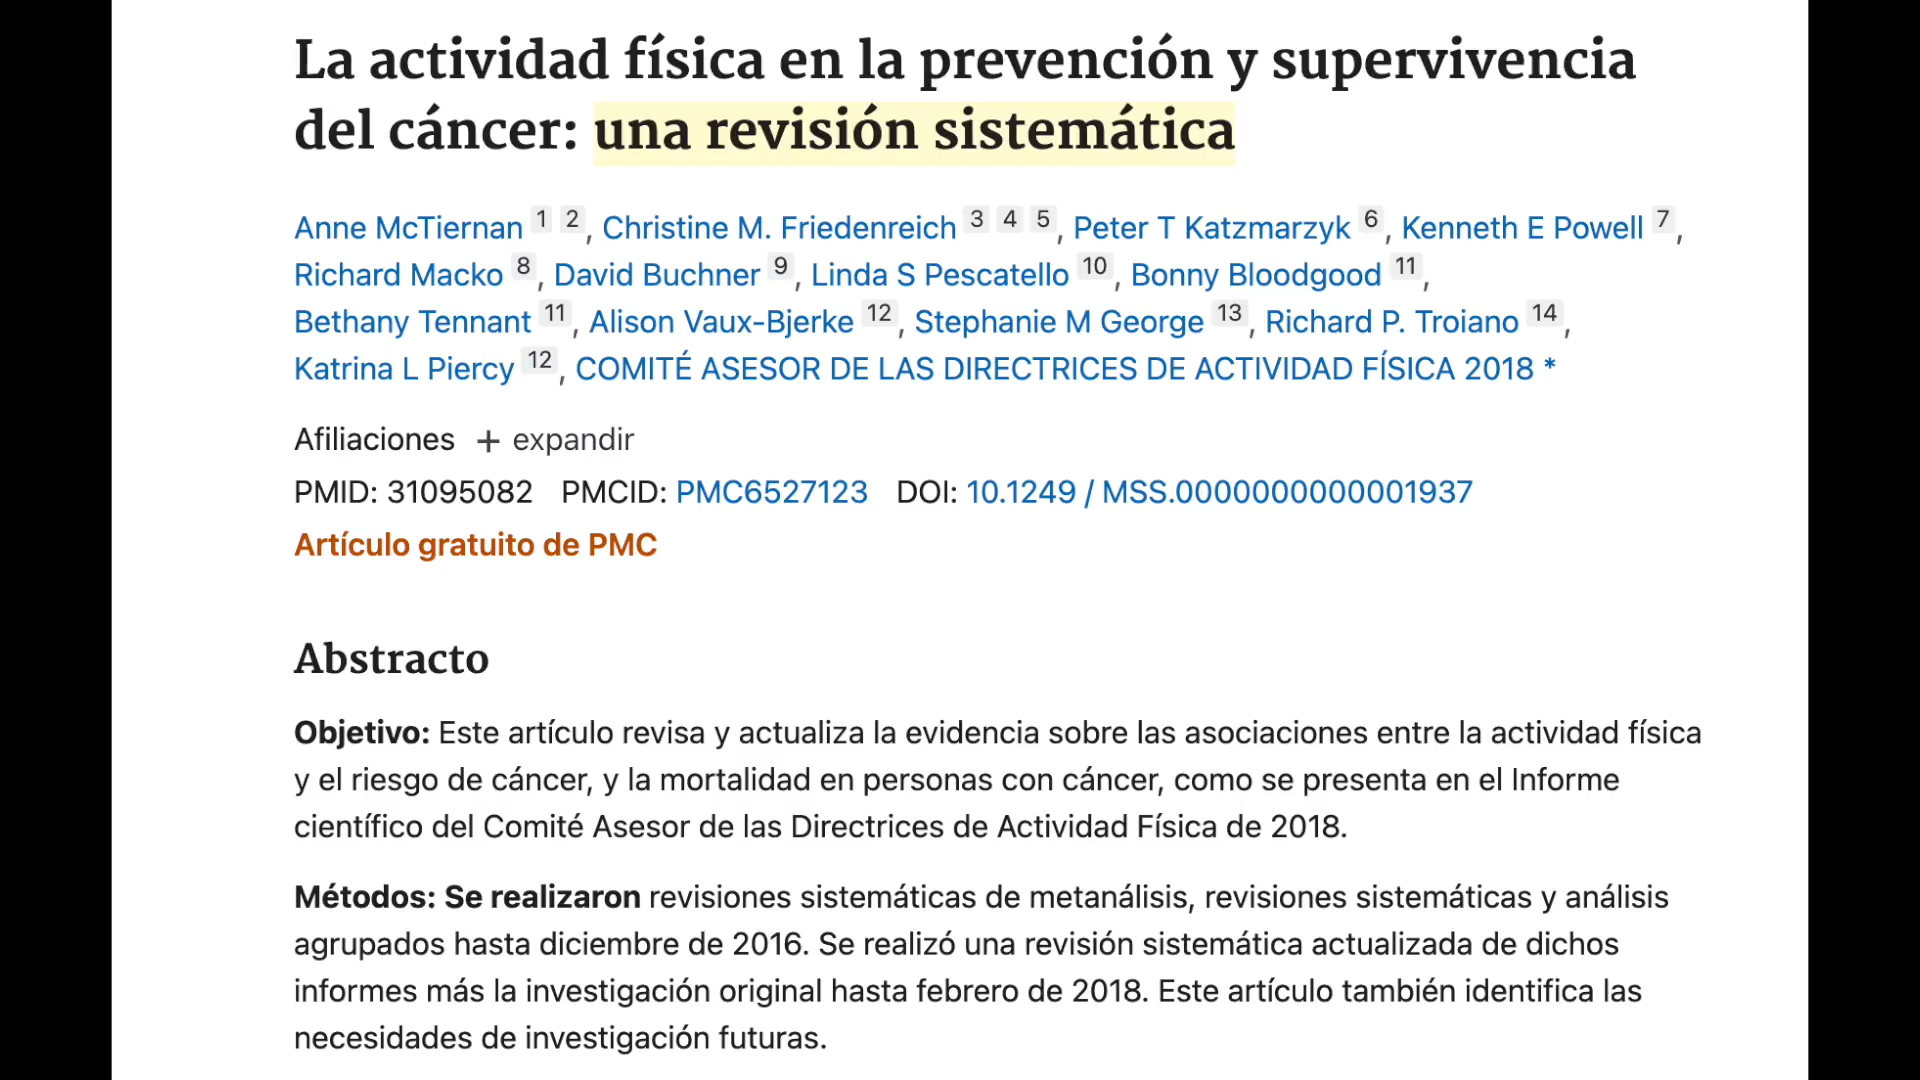 La actividad física en la prevención y supervivencia
del cáncer: una revisión sistemática
Anne McTiernan 1 2, Christine M. Friedenreich 3 4 5, Peter T Katzmarzyk 6, Kenneth E Powell 7,
Richard Macko 8, David Buchner 9, Linda S Pescatello 10, Bonny Bloodgood 11,
Bethany Tennant 11, Alison Vaux-Bjerke 12, Stephanie M George 13, Richard P. Troiano 14,
Katrina L Piercy 12, COMITÉ ASESOR DE LAS DIRECTRICES DE ACTIVIDAD FÍSICA 2018 *
Afiliaciones + expandir
PMID: 31095082 PMCID: PMC6527123 DOI: 10.1249 / MSS.0000000000001937
Artículo gratuito de PMC
Abstracto
Objetivo: Este artículo revisa y actualiza la evidencia sobre las asociaciones entre la actividad física
y el riesgo de cáncer, y la mortalidad en personas con cáncer, como se presenta en el Informe
científico del Comité Asesor de las Directrices de Actividad Física de 2018.
Métodos: Se realizaron revisiones sistemáticas de metanálisis, revisiones sistemáticas y análisis
agrupados hasta diciembre de 2016. Se realizó una revisión sistemática actualizada de dichos
informes más la investigación original hasta febrero de 2018. Este artículo también identifica las
necesidades de investigación futuras.